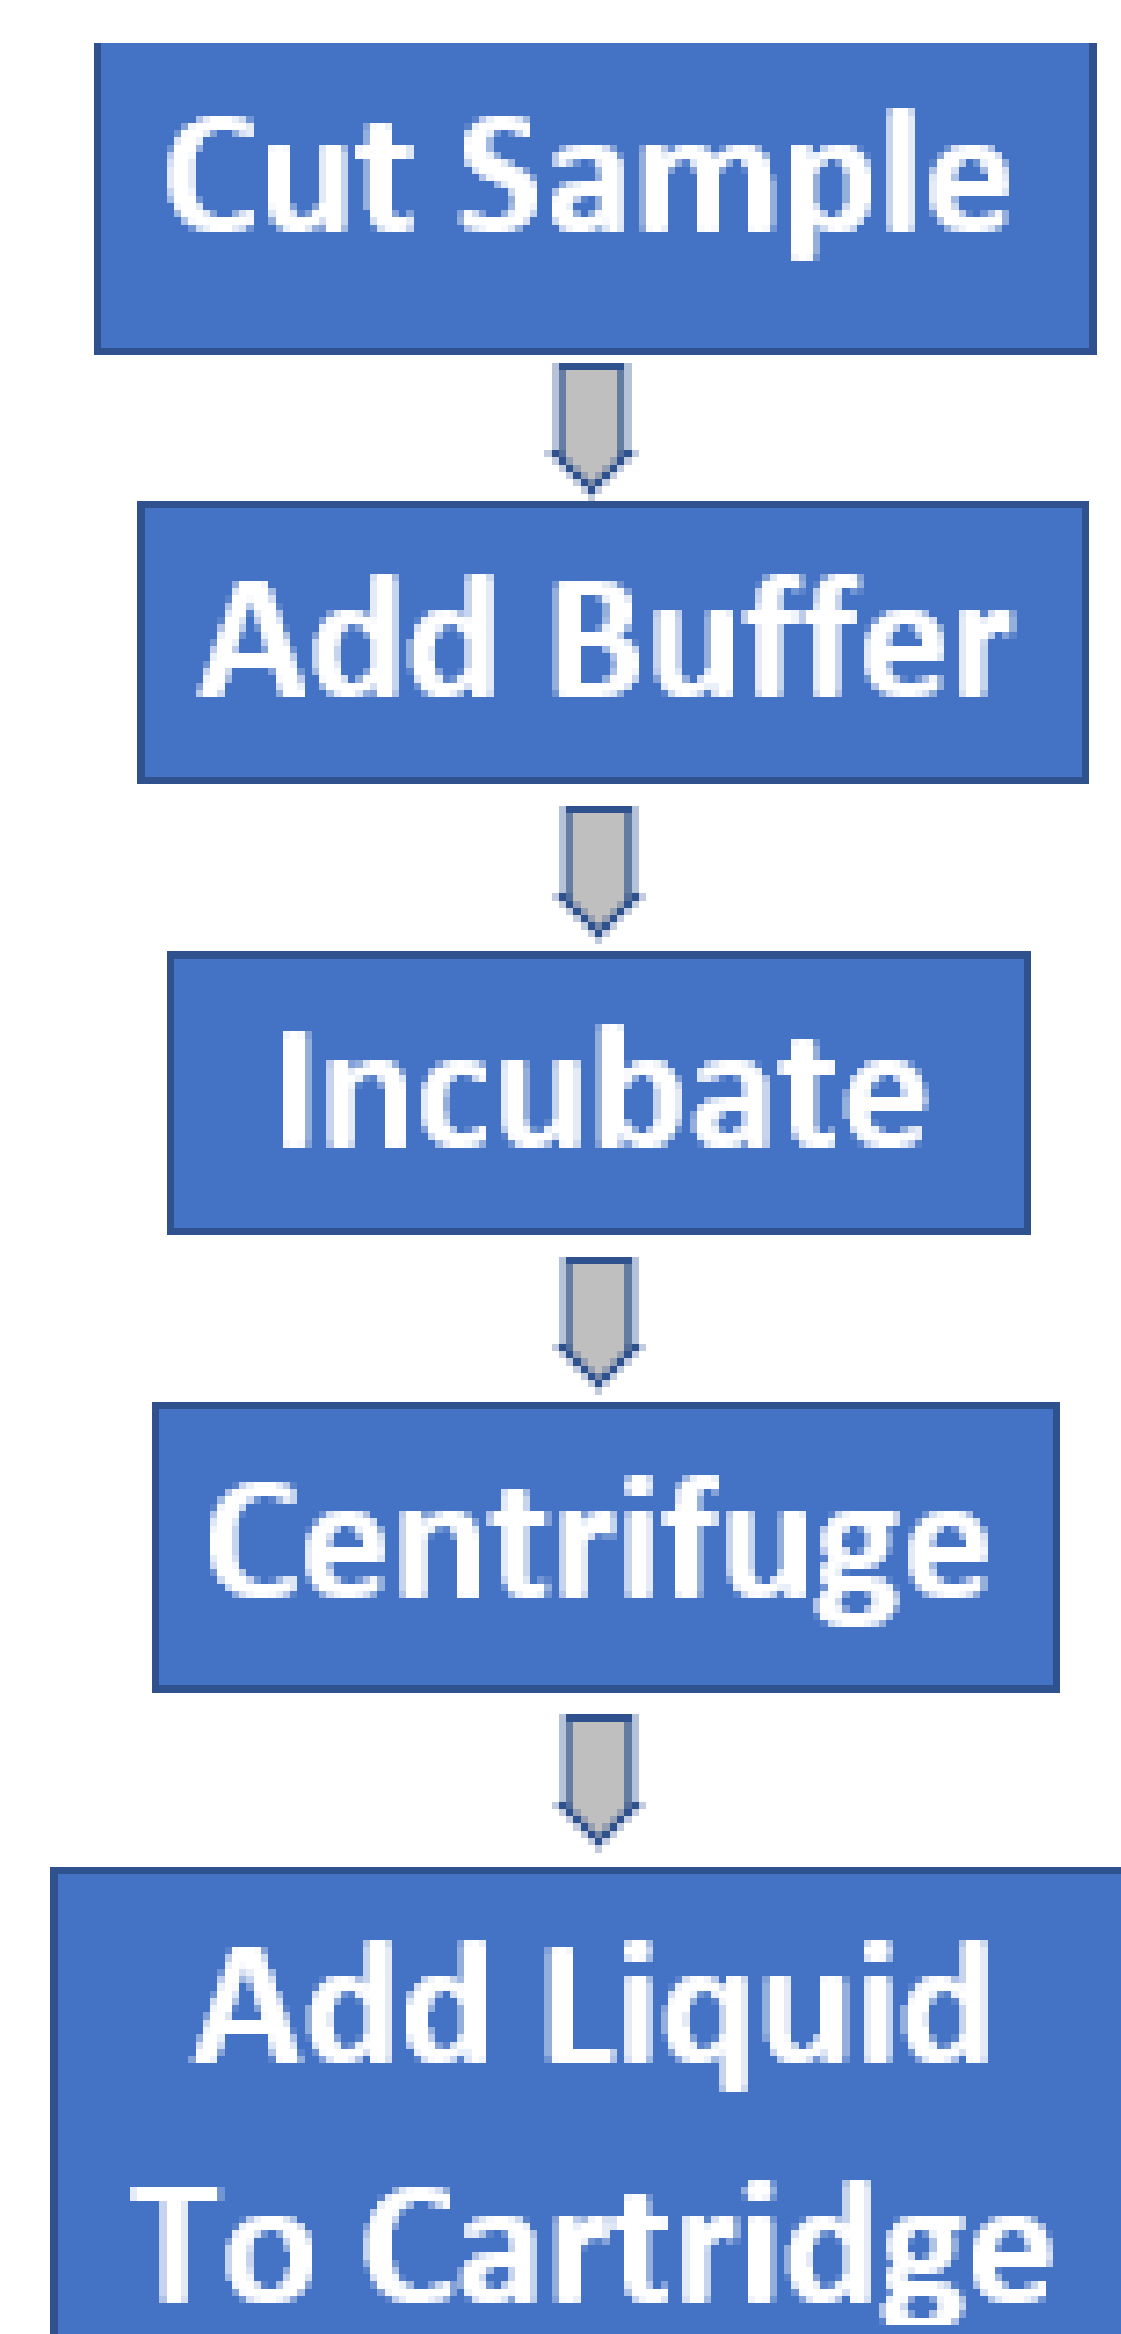 Cut Sample
Add Buffer
Incubate
Centrifuge
Add Liquid
To Cartridge